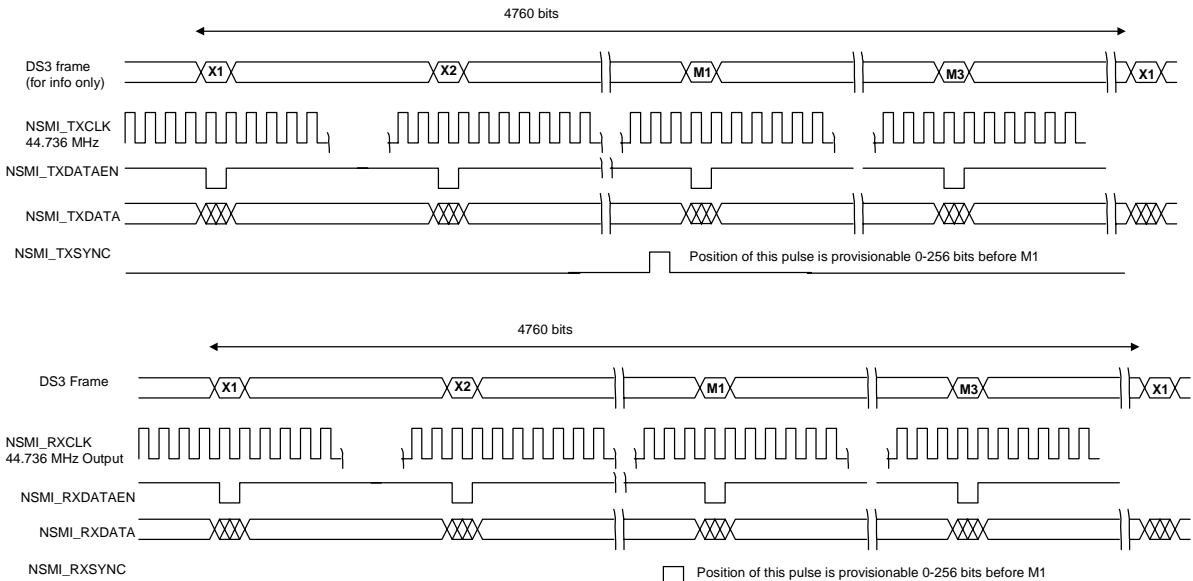 4760 bits
DS3 frame
(for info only)
X1 X2 M1 M3 X1
NSMI_TXCLK
44.736 MHz
NSMI_TXDATAEN
NSMI_TXDATA
NSMI_TXSYNC
Position of this pulse is provisionable 0-256 bits before M1
4760 bits
DS3 Frame
X1 X2 M1 M3 X1
NSMI_RXCLK
44.736 MHz Output
NSMI_RXDATAEN
NSMI_RXDATA
NSMI_RXSYNC
Position of this pulse is provisionable 0-256 bits before M1